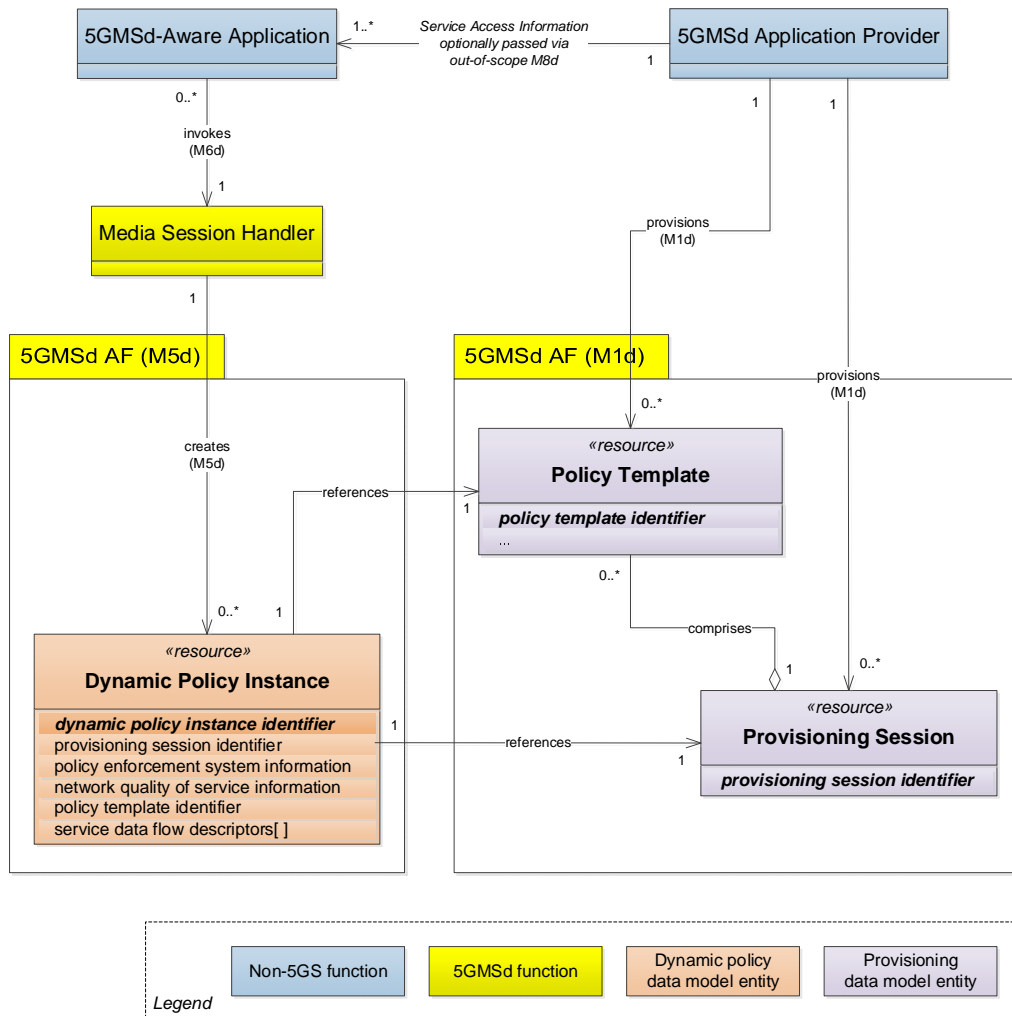 5GMSd-Aware Application
1..*
Service Access Information
optionally passed via
out-of-scope M8d
1
5GMSd Application Provider
0..*
invokes
(M6d)
1
1
1
Media Session Handler
1
provisions
(M1d)
5GMSd AF (M5d)
5GMSd AF (M1d)
provisions
(M1d)
0..*
creates
(M5d)
«resource»
Policy Template
policy template identifier
...
references
1
0..*
0..*
1
comprises
1
0..*
«resource»
Dynamic Policy Instance
dynamic policy instance identifier
provisioning session identifier
policy enforcement system information
network quality of service information
policy template identifier
service data flow descriptors[ ]
1
references
1
«resource»
Provisioning Session
provisioning session identifier
Legend
Non-5GS function
5GMSd function
Dynamic policy
data model entity
Provisioning
data model entity